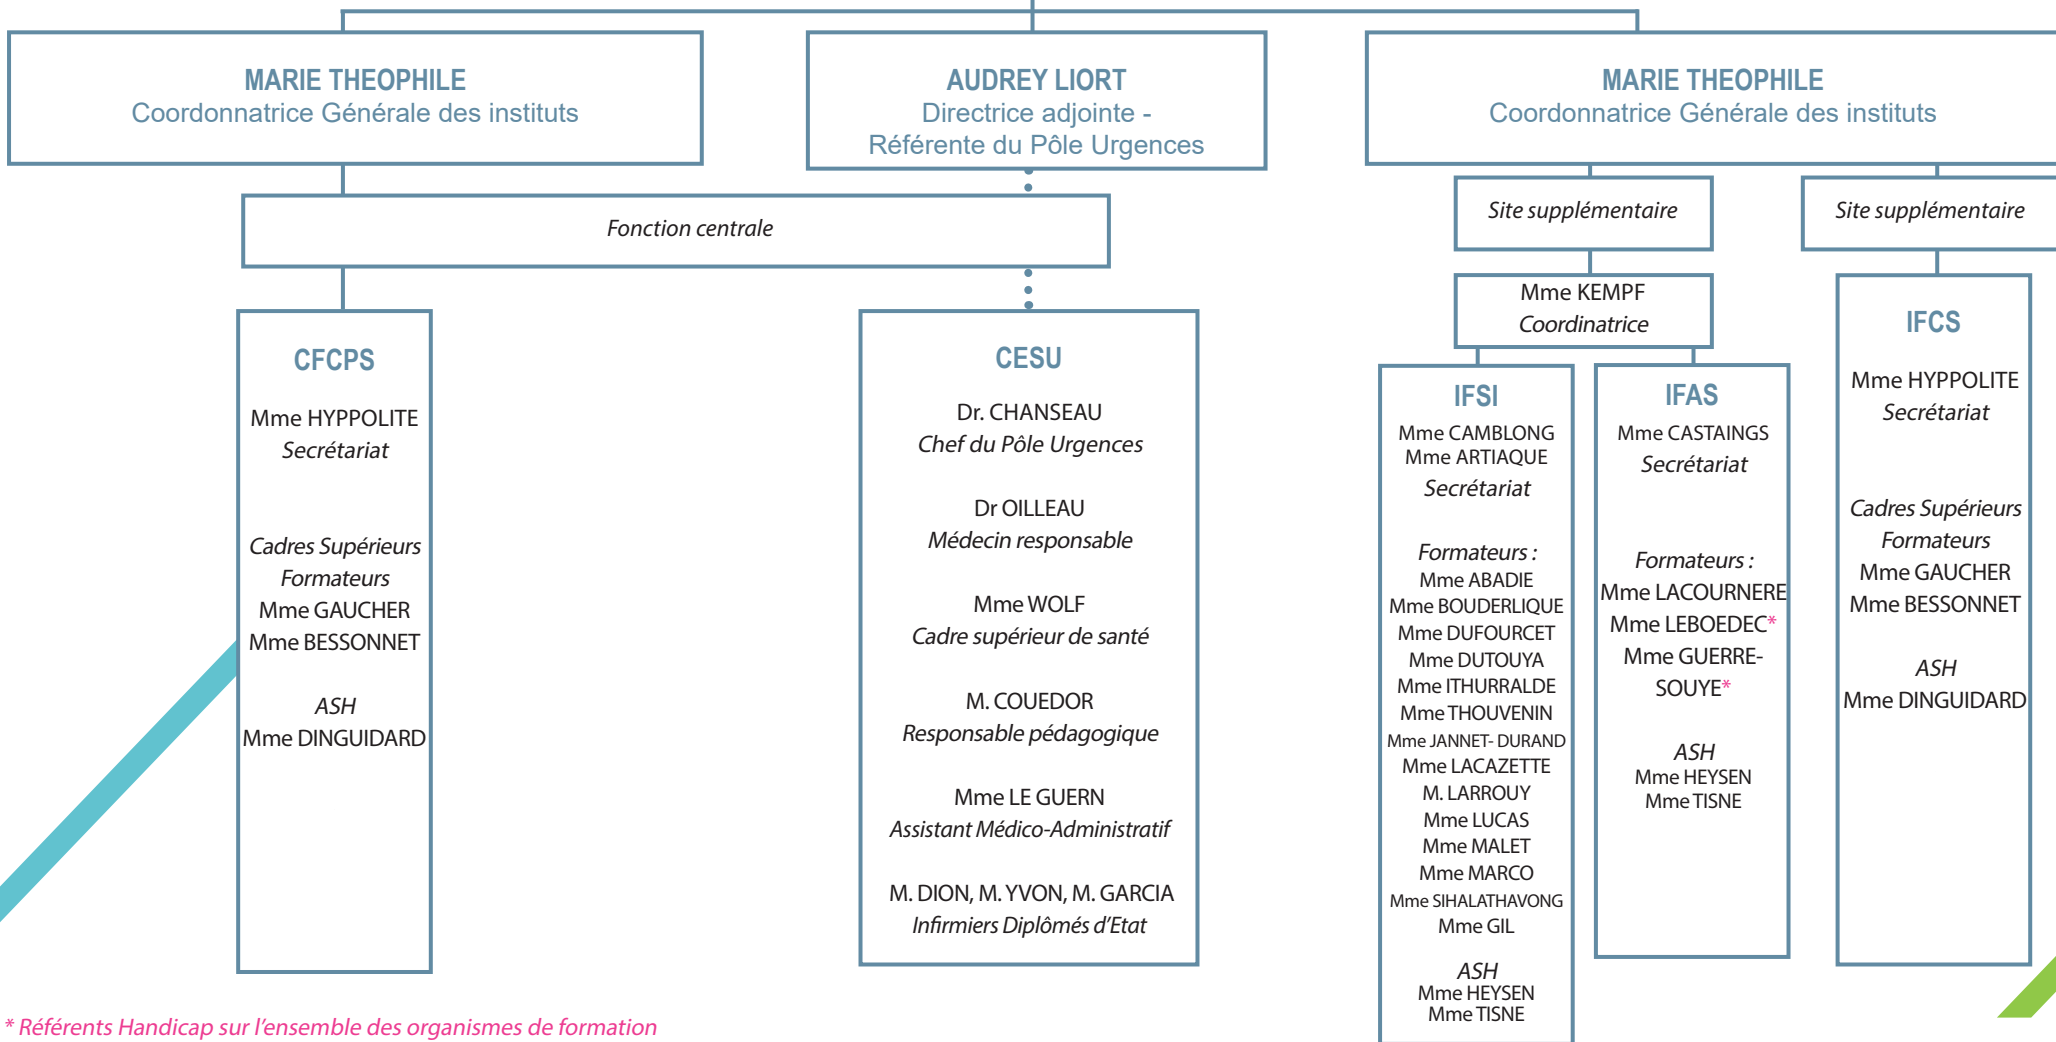 MARIE THEOPHILE
Coordonnatrice Générale des instituts
AUDREY LIORT
Directrice adjointe -
Référente du Pôle Urgences
MARIE THEOPHILE
Coordonnatrice Générale des instituts
Fonction centrale
Site supplémentaire
Site supplémentaire
Mme KEMPF
Coordinatrice
CFCPS
Mme HYPPOLITE
Secrétariat
Cadres Supérieurs
Formateurs
Mme GAUCHER
Mme BESSONNET
ASH
Mme DINGUIDARD
CESU
Dr. CHANSEAU
Chef du Pôle Urgences
Dr OILLEAU
Médecin responsable
Mme WOLF
Cadre supérieur de santé
M. COUEDOR
Responsable pédagogique
Mme LE GUERN
Assistant Médico-Administratif
M. DION, M. YVON, M. GARCIA
Infirmiers Diplômés d'Etat
IFSI
Mme CAMBLONG
Mme ARTIAQUE
Secrétariat
Formateurs :
Mme ABADIE
Mme BOUDERLIQUE
Mme DUFOURCET
Mme DUTOUYA
Mme ITHURRALDE
Mme THOUVENIN
Mme JANNET- DURAND
Mme LACAZETTE
M. LARROUY
Mme LUCAS
Mme MALET
Mme MARCO
Mme SIHALATHAVONG
Mme GIL
ASH
Mme HEYSEN
Mme TISNE
IFAS
Mme CASTAINGS
Secrétariat
Formateurs :
Mme LACOURNERE
Mme LEBOEDEC*
Mme GUERRE-
SOUYE*
ASH
Mme HEYSEN
Mme TISNE
IFCS
Mme HYPPOLITE
Secrétariat
Cadres Supérieurs
Formateurs
Mme GAUCHER
Mme BESSONNET
ASH
Mme DINGUIDARD
* Référents Handicap sur l'ensemble des organismes de formation